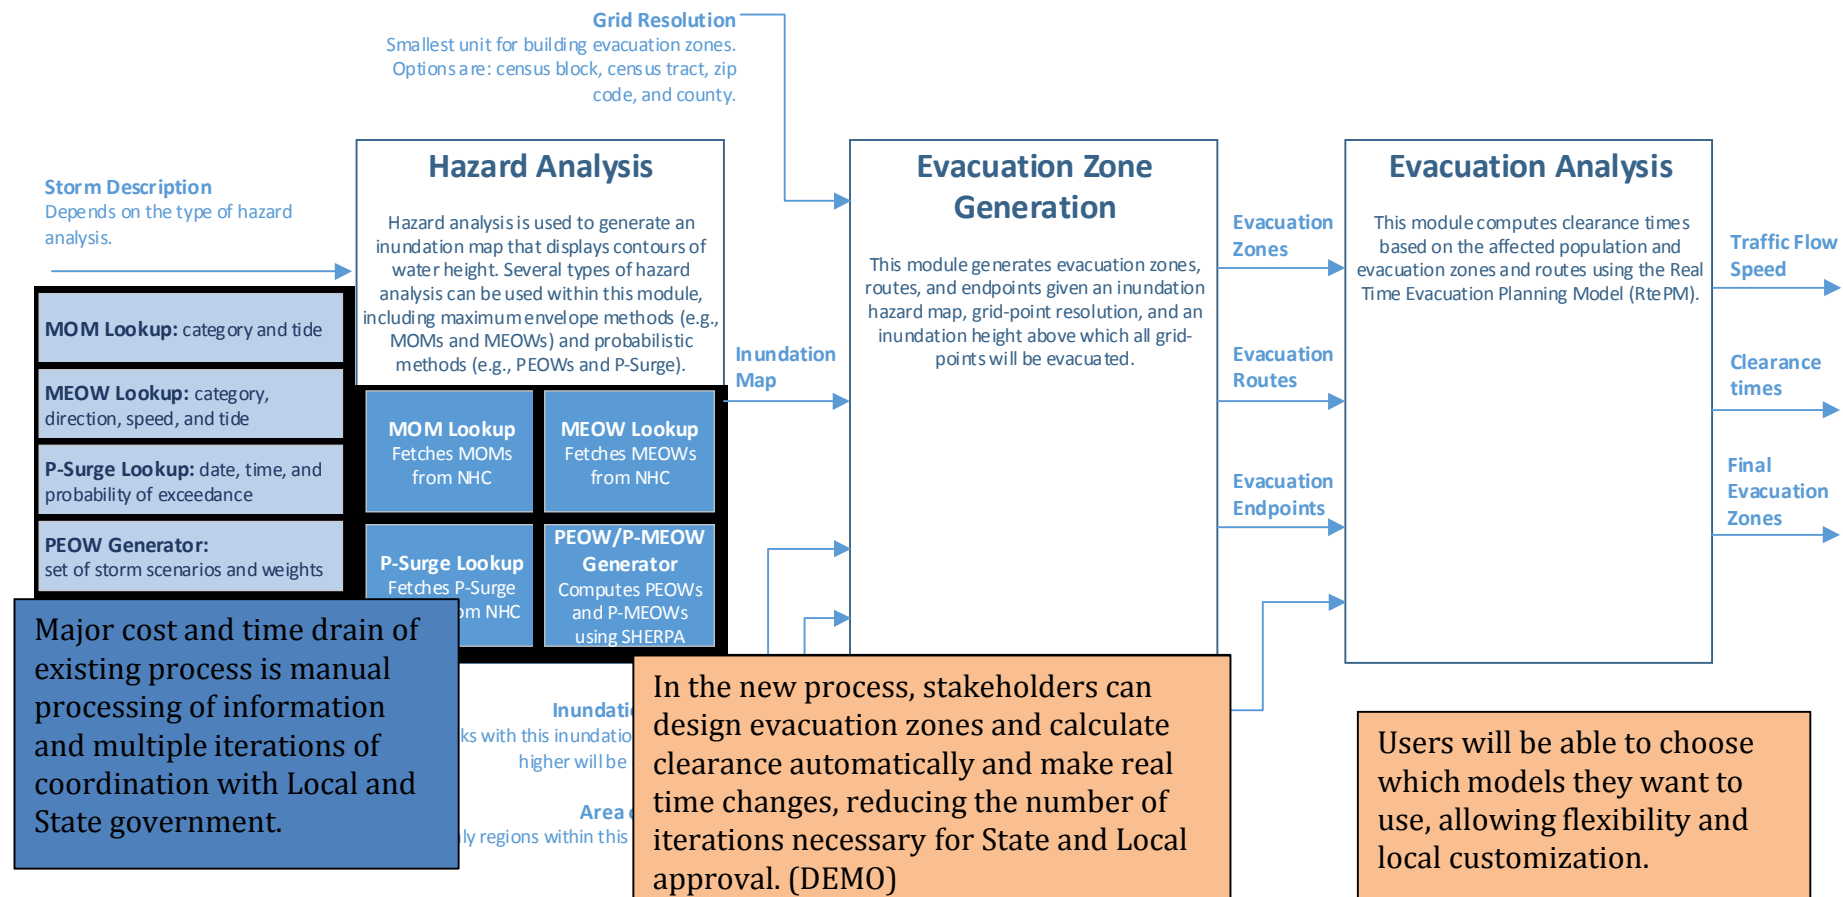 Grid Resolution
Smallest unit for building evacuation zones.
Options are: census block, census tract, zip
code, and county.
Storm Description
Depends on the type of hazard
analysis.
MOM Lookup: category and tide
MEOW Lookup: category,
direction, speed, and tide
P-Surge Lookup: date, time, and
probability of exceedance
PEOW Generator:
set of storm scenarios and weights
Hazard Analysis
Hazard analysis is used to generate an
inundation map that displays contours of
water height. Several types of hazard
analysis can be used within this module,
including maximum envelope methods (e.g.,
MOMs and MEOWs) and probabilistic
methods (e.g., PEOWs and P-Surge).
MOM Lookup
Fetches MOMs
from NHC
MEOW Lookup
Fetches MEOWs
from NHC
P-Surge Lookup
Fetches P-Surge
NHC
PEOW/P-MEOW
Generator
Computes PEOWs
and P-MEOWs
using SHERPA
Inundation
Map
Evacuation Zone
Generation
This module generates evacuation zones,
routes, and endpoints given an inundation
hazard map, grid-point resolution, and an
inundation height above which all grid-
points will be evacuated.
Evacuation
Zones
Evacuation
Routes
Evacuation
Endpoints
Evacuation Analysis
This module computes clearance times
based on the affected population and
evacuation zones and routes using the Real
Time Evacuation Planning Model (RtePM).
Traffic Flow
Speed
Clearance
times
Final
Evacuation
Zones
Major cost and time drain of
existing process is manual
processing of information
and multiple iterations of
coordination with Local and
State government.
with this inundation
higher will be
Area
regions within this
In the new process, stakeholders can
design evacuation zones and calculate
clearance automatically and make real
time changes, reducing the number of
iterations necessary for State and Local
approval. (DEMO)
Users will be able to choose
which models they want to
use, allowing flexibility and
local customization.